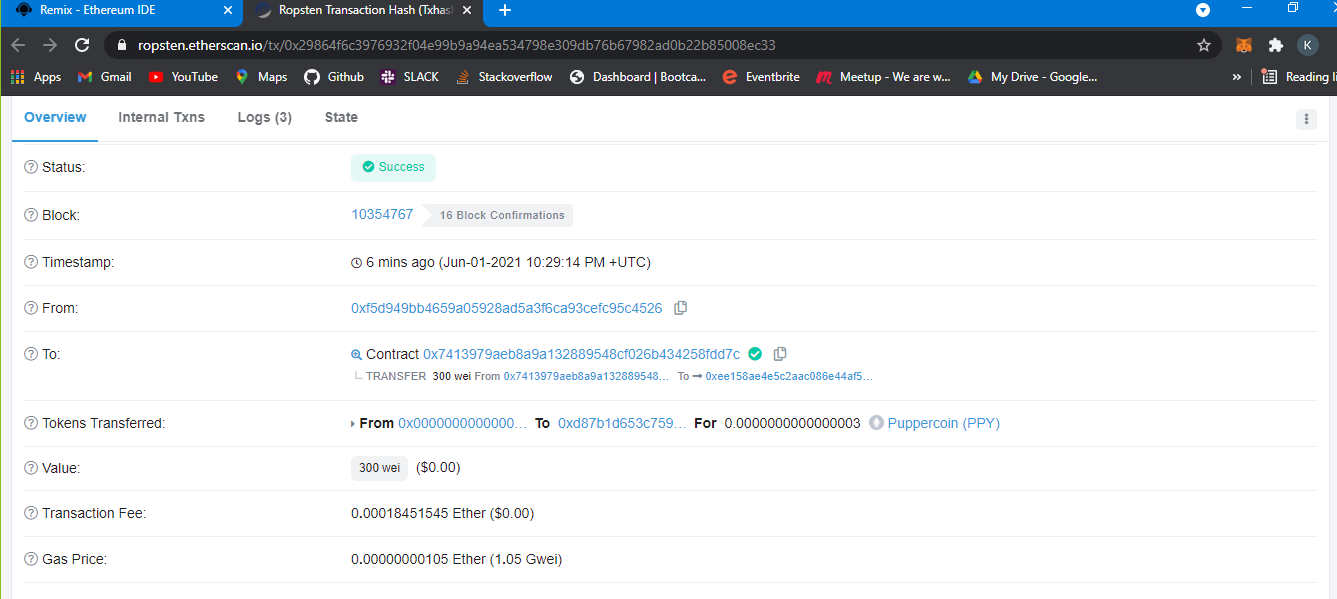 Remix - Ethereum IDE
Ropsten Transaction Hash (Txhas
ropsten.etherscan.io/tx/0x29864f6c3976932f04e99b9a94ea534798e309db76b67982ad0b22b85008ec33
K
Apps Gmail YouTube Maps Github SLACK Stackoverflow Dashboard | Bootca... Eventbrite Meetup - We are w... My Drive - Google... » Reading li
Overview Internal Txns Logs (3) State
Status: Success
Block: 10354767 16 Block Confirmations
Timestamp: 6 mins ago (Jun-01-2021 10:29:14 PM +UTC)
From: 0xf5d949bb4659a05928ad5a3f6ca93cefc95c4526
To: Contract 0x7413979aeb8a9a132889548cf026b434258fdd7c
TRANSFER 300 wei From 0x7413979aeb8a9a132889548... To → 0xee158ae4e5c2aac086e44af5...
Tokens Transferred: From 0x0000000000000... To 0xd87b1d653c759... For 0.0000000000000003 Puppercoin (PPY)
Value: 300 wei ($0.00)
Transaction Fee: 0.00018451545 Ether ($0.00)
Gas Price: 0.00000000105 Ether (1.05 Gwei)